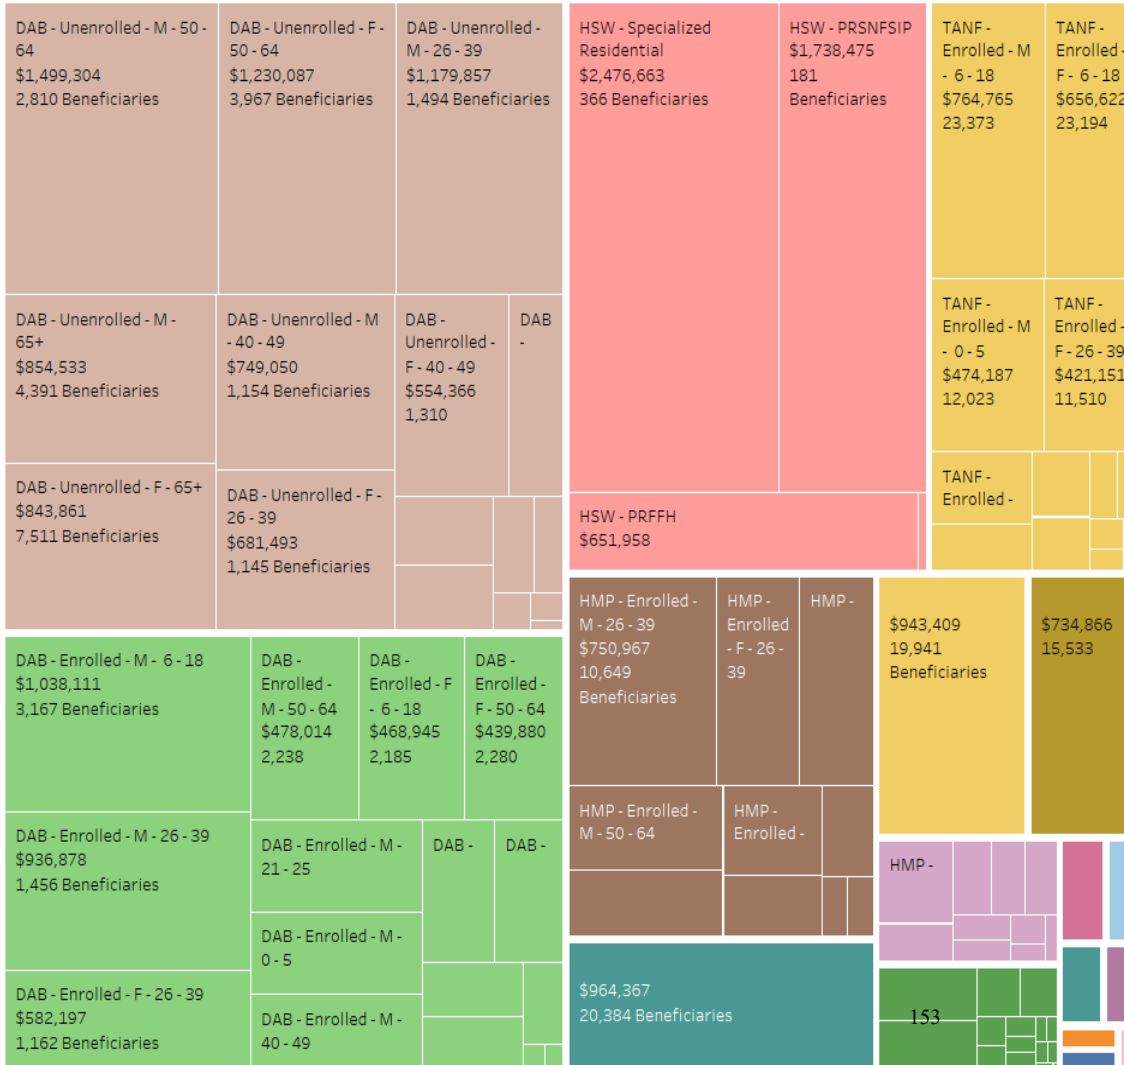 DAB - Unenrolled - M - 50 -
64
$1,499,304
2,810 Beneficiaries
DAB - Unenrolled - F -
50 - 64
$1,230,087
3,967 Beneficiaries
DAB - Unenrolled
- M - 26 - 39
$1,179,857
1,494 Beneficiaries
DAB - Unenrolled - M -
65+
$854,533
4,391 Beneficiaries
DAB - Unenrolled - M
- 40 - 49
$749,050
1,154 Beneficiaries
DAB -
Unenrolled -
F - 40 - 49
$554,366
1,310
DAB
-
DAB - Unenrolled - F - 65+
$843,861
7,511 Beneficiaries
DAB - Unenrolled - F -
26 - 39
$681,493
1,145 Beneficiaries
HSW - Specialized
Residential
$2,476,663
366 Beneficiaries
HSW - PRSNFSIP
$1,738,475
181
Beneficiaries
HSW - PRFFH
$651,958
TANF -
Enrolled - M
- 6 - 18
$764,765
23,373
TANF -
Enrolled -
F - 6 - 18
$656,622
23,194
TANF -
Enrolled - M
- 0 - 5
$474,187
12,023
TANF -
Enrolled -
F - 26 - 39
$421,151
11,510
TANF -
Enrolled -
DAB - Enrolled - M - 6 - 18
$1,038,111
3,167 Beneficiaries
DAB -
Enrolled -
M - 50 - 64
$478,014
2,238
DAB -
Enrolled - F
- 6 - 18
$468,945
2,185
DAB -
Enrolled -
F - 50 - 64
$439,880
2,280
DAB - Enrolled - M - 26 - 39
$936,878
1,456 Beneficiaries
DAB - Enrolled - M -
21 - 25
DAB -
DAB -
DAB - Enrolled - M -
0 - 5
DAB - Enrolled - F - 26 - 39
$582,197
1,162 Beneficiaries
DAB - Enrolled - M -
40 - 49
HMP - Enrolled -
M - 26 - 39
$750,967
10,649
Beneficiaries
HMP -
Enrolled
- F - 26 -
39
HMP -
HMP - Enrolled -
M - 50 - 64
HMP -
Enrolled -
$943,409
19,941
Beneficiaries
$734,866
15,533
HMP -
$964,367
20,384 Beneficiaries
153